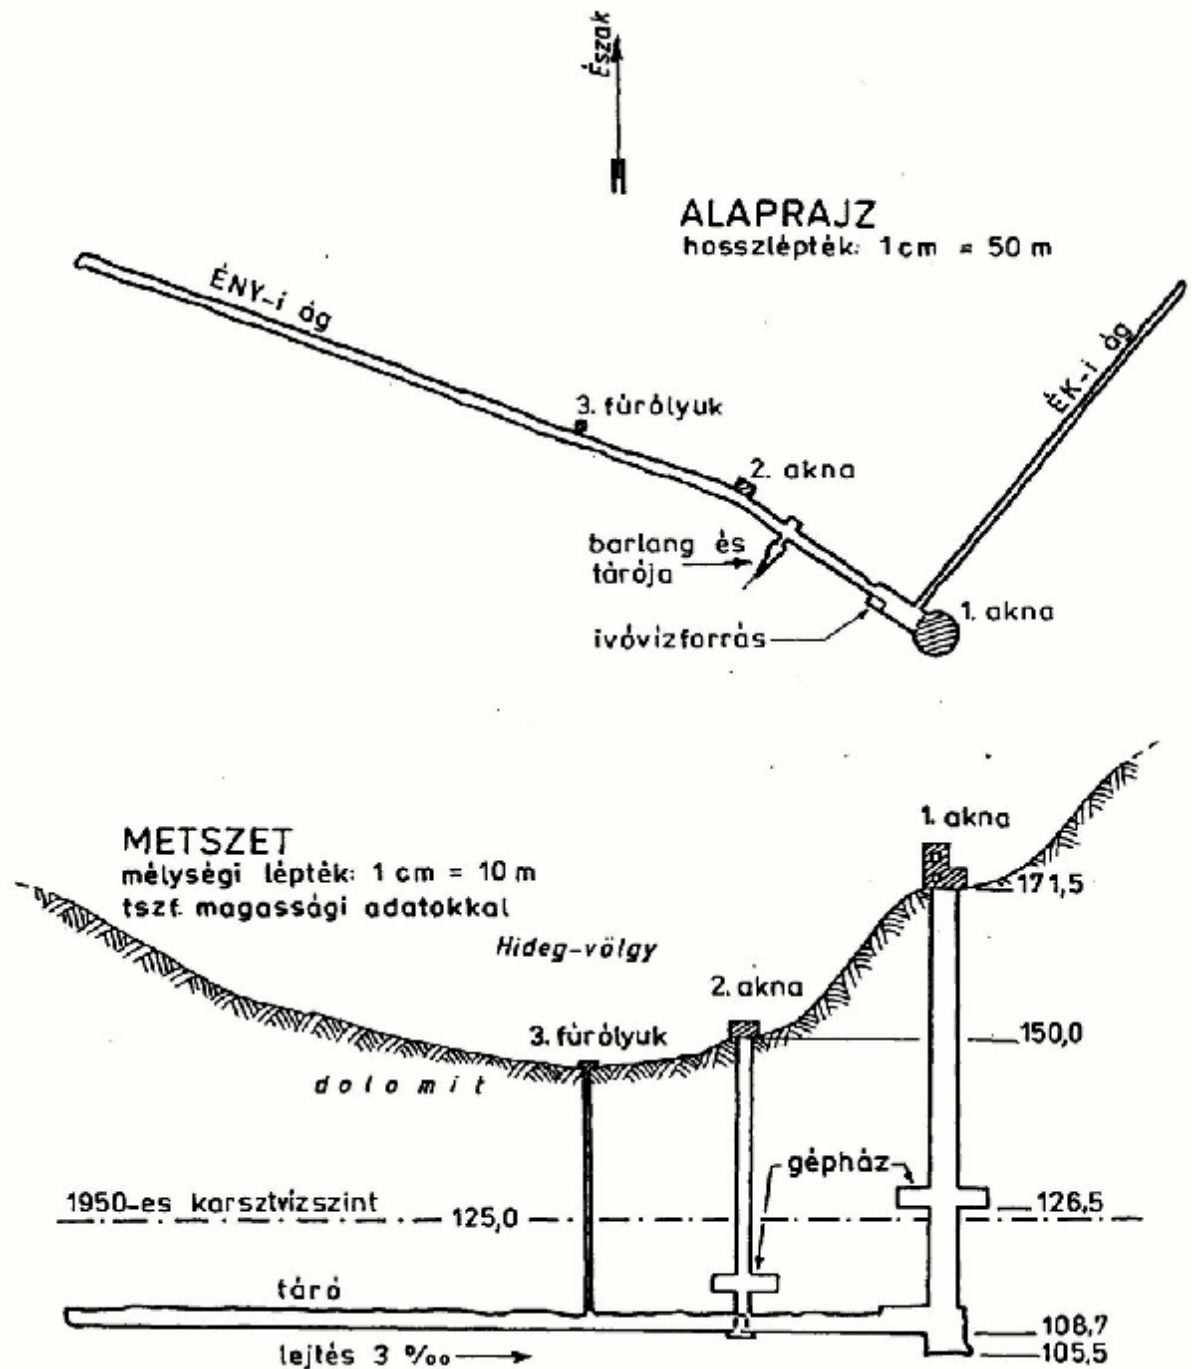 Észak
ALAPRAJZ
hosszlépték: 1 cm = 50 m
ÉNY-i ág
ÉK-i ág
3. fúrólyuk
2. akna
barlang és
tárója
1. akna
ivóvízforrás
1. akna
METSZET
mélységi lépték: 1 cm = 10 m
tszf. magassági adatokkal
171,5
Hideg-völgy
2. akna
3. fúrólyuk
150,0
dolomit
gépház
1950-es karsztvízszint
125,0
126,5
táró
108,7
lejtés 3 ‰
105,5